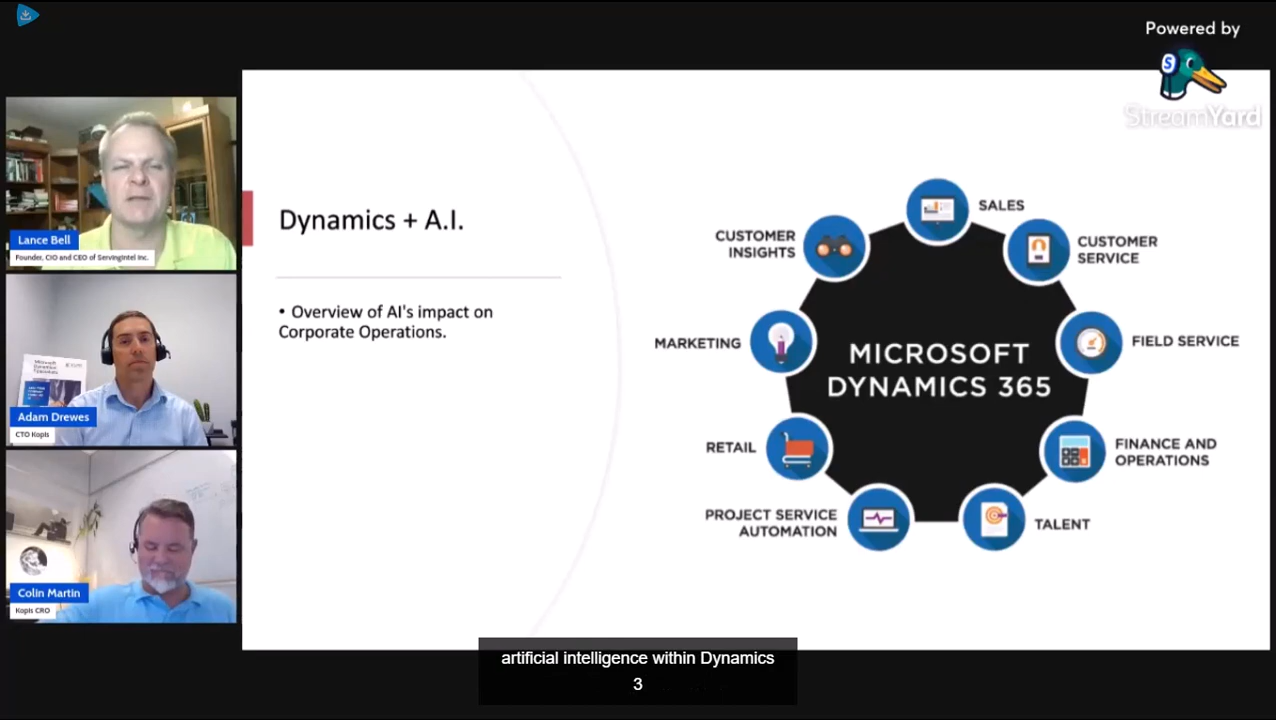 Powered by
StreamYard
Lance Bell
Founder, CIO and CEO of ServingIntel Inc.
Microsoft
Dynamics
Adam Drewes
CTO Kopis
Colin Martin
Kopis CRO
Dynamics + A.I.
• Overview of AI's impact on
Corporate Operations.
SALES
CUSTOMER
INSIGHTS
CUSTOMER
SERVICE
MARKETING
MICROSOFT
DYNAMICS 365
FIELD SERVICE
RETAIL
FINANCE AND
OPERATIONS
PROJECT SERVICE
AUTOMATION
TALENT
artificial intelligence within Dynamics
3